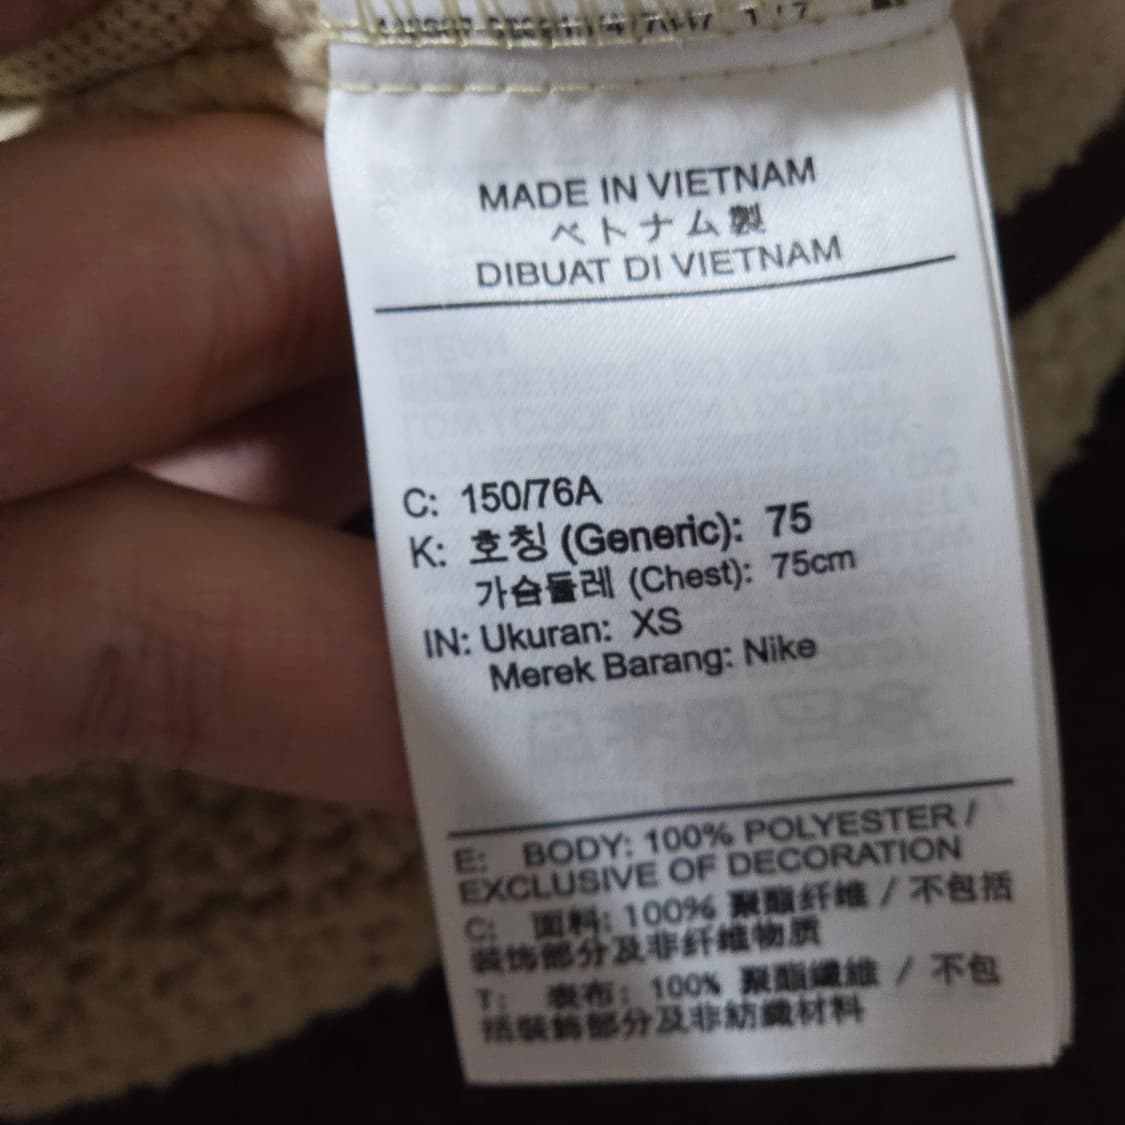 MADE IN VIETNAM
ベトナム製
DIBUAT DI VIETNAM
C: 150/76A
K: 호칭 (Generic): 75
가슴둘레 (Chest): 75cm
IN: Ukuran: XS
Merek Barang: Nike
E: BODY: 100% POLYESTER /
EXCLUSIVE OF DECORATION
C: 面料: 100% 聚酯纤维 / 不包括
装饰部分及非纤维物质
T: 表布: 100% 聚酯纖維 / 不包
括裝飾部分及非紡織材料